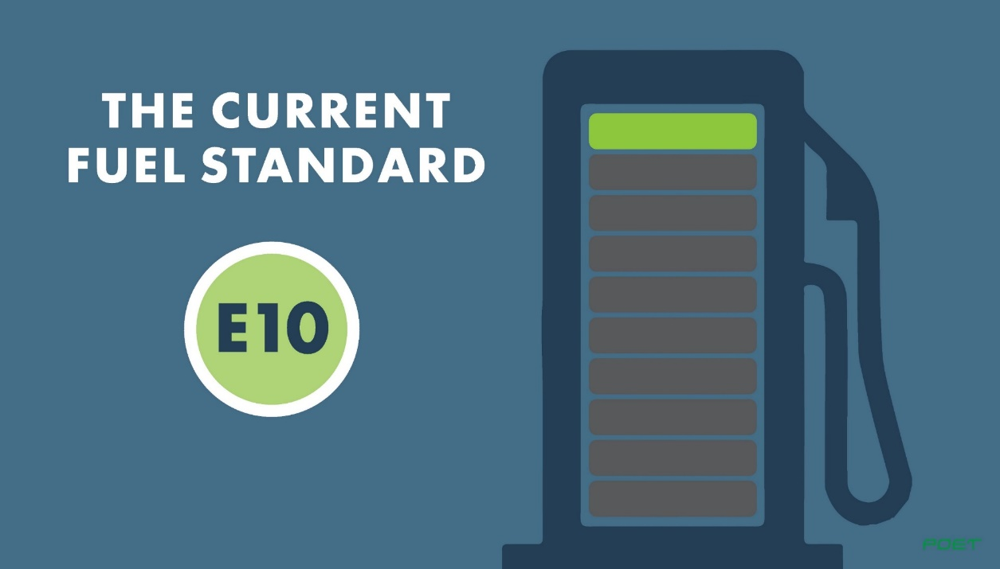 THE CURRENT
FUEL STANDARD
E10
POET